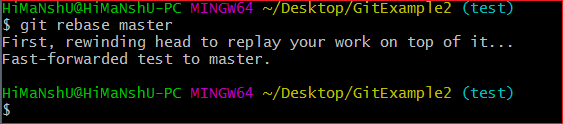 HiMaNshU@HiMaNshU-PC MINGW64 ~/Desktop/GitExample2 (test)
$ git rebase master
First, rewinding head to replay your work on top of it...
Fast-forwarded test to master.
HiMaNshU@HiMaNshU-PC MINGW64 ~/Desktop/GitExample2 (test)
$